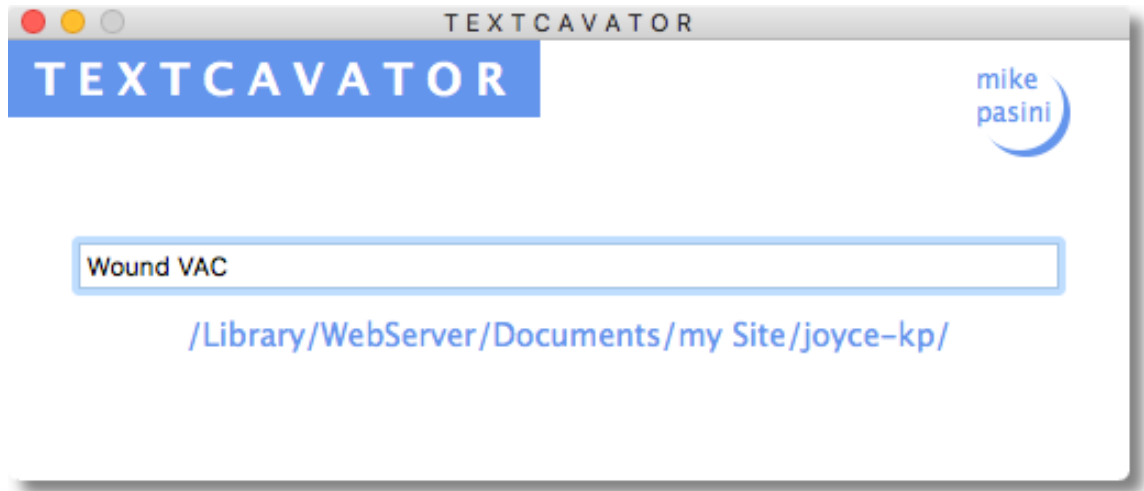 TEXTCAVATOR
TEXTCAVATOR
mike
pasini
Wound VAC
/Library/WebServer/Documents/my Site/joyce-kp/